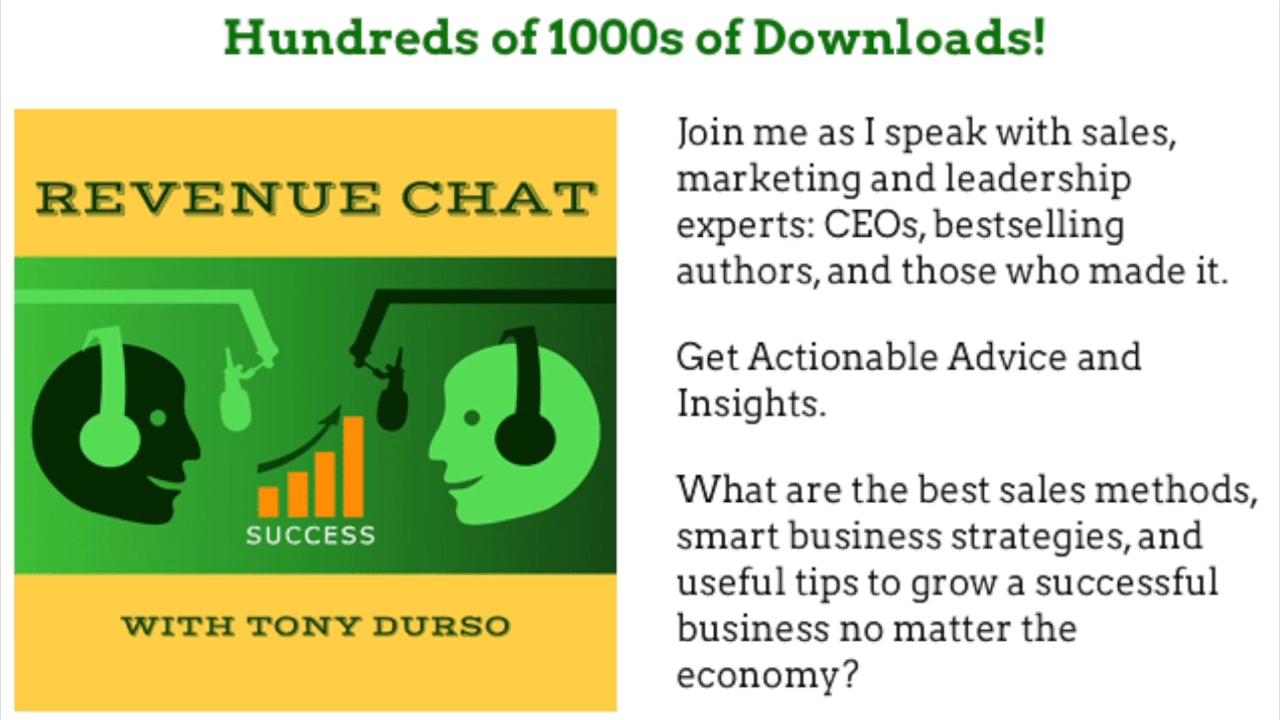 Hundreds of 1000s of Downloads!
REVENUE CHAT
SUCCESS
WITH TONY DURSO
Join me as I speak with sales,
marketing and leadership
experts: CEOs, bestselling
authors, and those who made it.
Get Actionable Advice and
Insights.
What are the best sales methods,
smart business strategies, and
useful tips to grow a successful
business no matter the
economy?